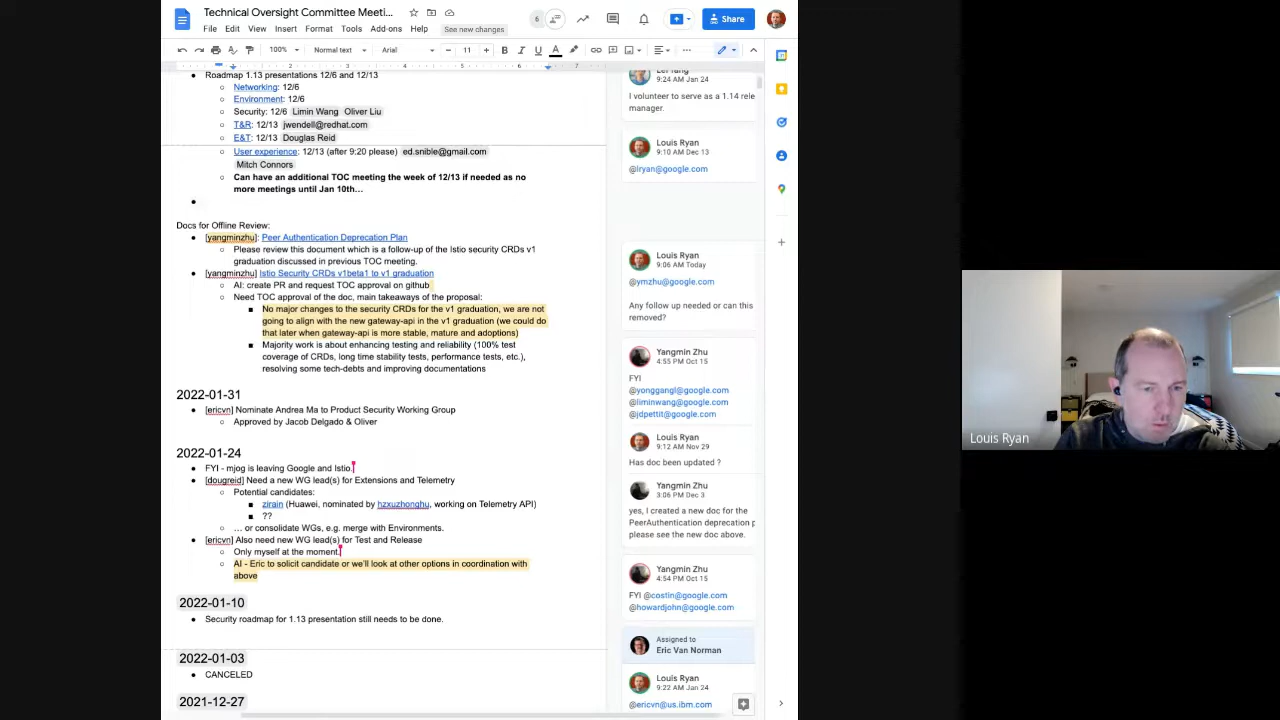 Technical Oversight Committee Meeti...
6
Share
File Edit View Insert Format Tools Add-ons Help
See new changes
100%
Normal text
Arial
11
B I U A
1 2 3 4 5 6 7
Roadmap 1.13 presentations 12/6 and 12/13
Networking: 12/6
Environment: 12/6
Security: 12/6 Limin Wang Oliver Liu
T&R: 12/13 jwendell@redhat.com
E&T: 12/13 Douglas Reid
User experience: 12/13 (after 9:20 please) ed.snible@gmail.com
Mitch Connors
Can have an additional TOC meeting the week of 12/13 if needed as no
more meetings until Jan 10th…
Docs for Offline Review:
[yangminzhu]: Peer Authentication Deprecation Plan
Please review this document which is a follow-up of the Istio security CRDs v1
graduation discussed in previous TOC meeting.
[yangminzhu] Istio Security CRDs v1beta1 to v1 graduation
AI: create PR and request TOC approval on github
Need TOC approval of the doc, main takeaways of the proposal:
No major changes to the security CRDs for the v1 graduation, we are not
going to align with the new gateway-api in the v1 graduation (we could do
that later when gateway-api is more stable, mature and adoptions)
Majority work is about enhancing testing and reliability (100% test
coverage of CRDs, long time stability tests, performance tests, etc.),
resolving some tech-debts and improving documentations
2022-01-31
[ericvn] Nominate Andrea Ma to Product Security Working Group
Approved by Jacob Delgado & Oliver
2022-01-24
FYI - mjog is leaving Google and Istio.
[dougreid] Need a new WG lead(s) for Extensions and Telemetry
Potential candidates:
zirain (Huawei, nominated by hzxuzhonghu, working on Telemetry API)
??
… or consolidate WGs, e.g. merge with Environments.
[ericvn] Also need new WG lead(s) for Test and Release
Only myself at the moment.
AI - Eric to solicit candidate or we'll look at other options in coordination with
above
2022-01-10
Security roadmap for 1.13 presentation still needs to be done.
2022-01-03
CANCELED
2021-12-27
9:24 AM Jan 24
I volunteer to serve as a 1.14 rele
manager.
Louis Ryan
9:10 AM Dec 13
@lryan@google.com
Louis Ryan
9:06 AM Today
@ymzhu@google.com
Any follow up needed or can this
removed?
Yangmin Zhu
4:55 PM Oct 15
FYI
@yonggangl@google.com
@liminwang@google.com
@jdpettit@google.com
Louis Ryan
9:12 AM Nov 29
Has doc been updated ?
Yangmin Zhu
3:06 PM Dec 3
yes, I created a new doc for the
PeerAuthentication deprecation p
please see the new doc above.
Yangmin Zhu
4:54 PM Oct 15
FYI @costin@google.com
@howardjohn@google.com
Assigned to
Eric Van Norman
Louis Ryan
9:22 AM Jan 24
@ericvn@us.ibm.com
Louis Ryan